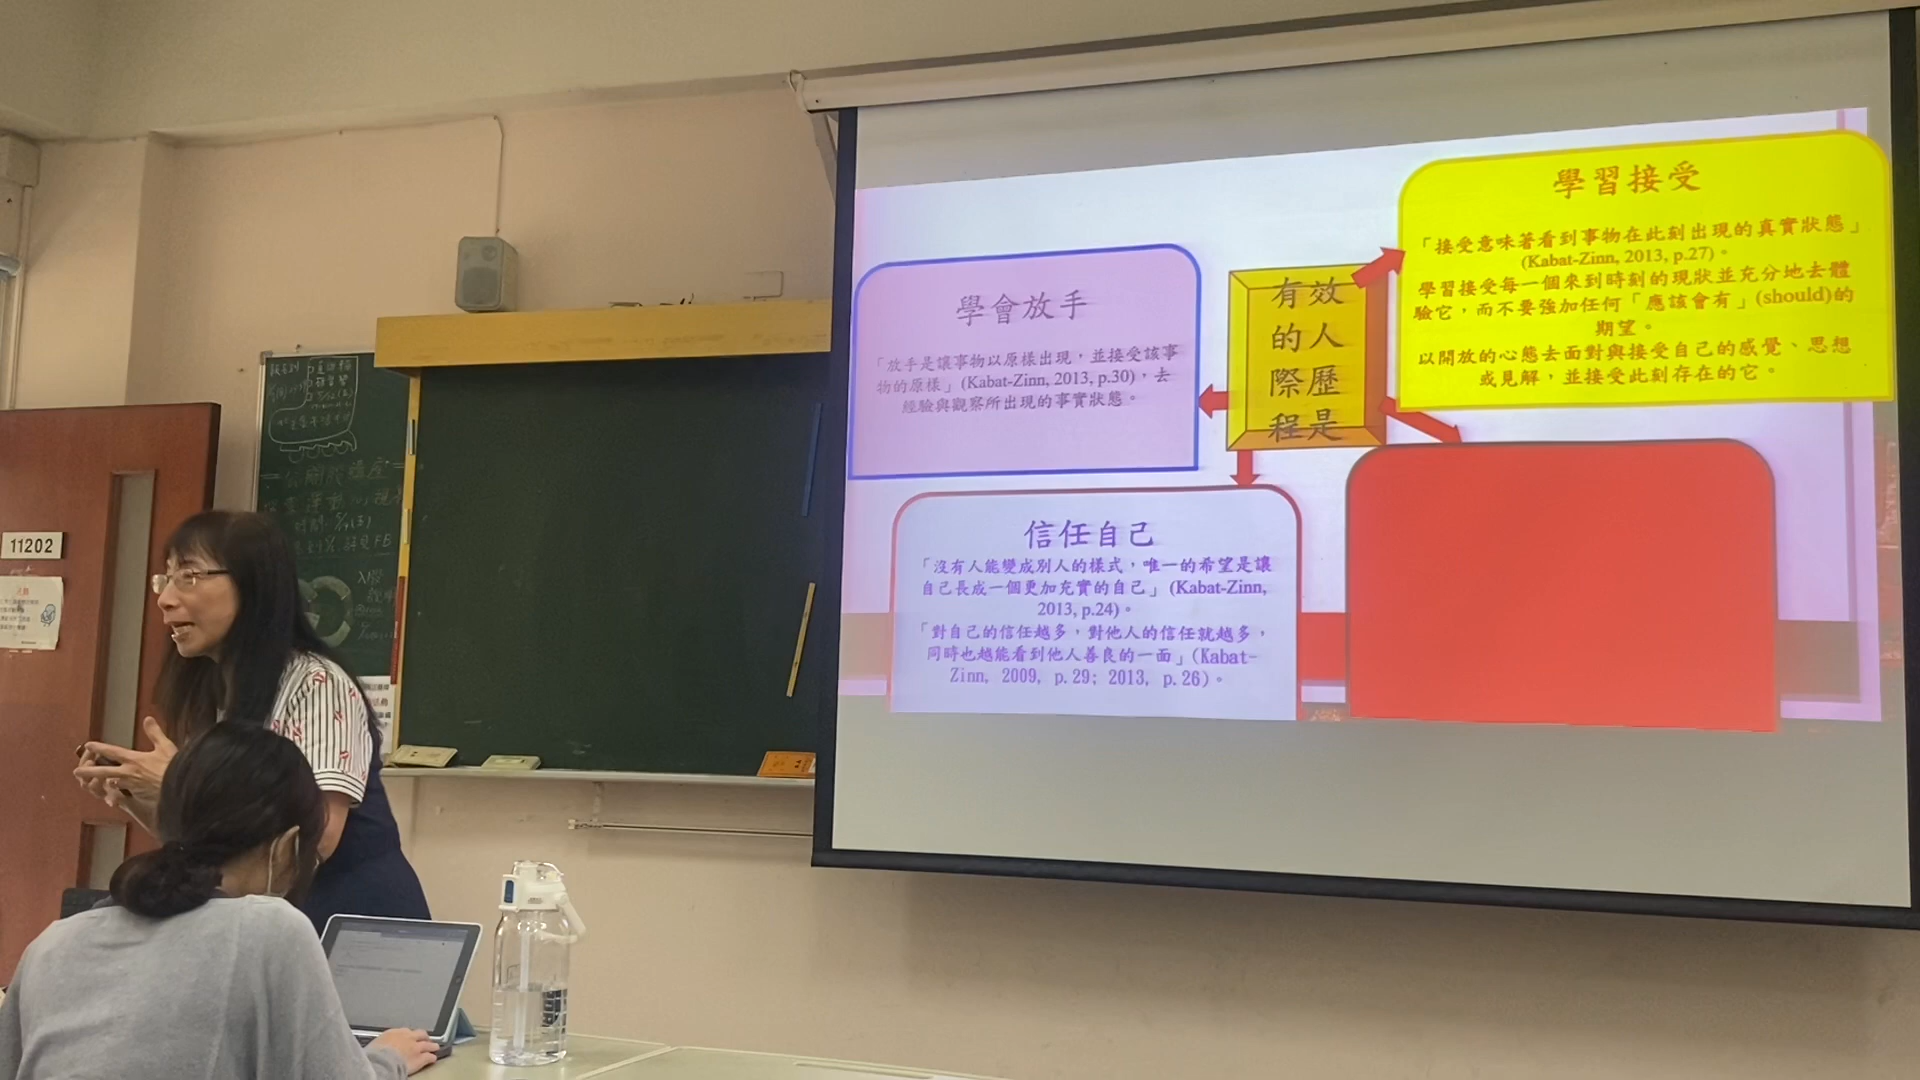 有效
的人
際歷
程是
學習接受
「接受意味著看到事物在此刻出現的真實狀態」
(Kabat-Zinn, 2013, p.27)。
學習接受每一個來到時刻的現狀並充分地去體
驗它，而不要強加任何「應該會有」(should)的
期望。
以開放的心態去面對與接受自己的感覺、思想
或見解，並接受此刻存在的它。
學會放手
「放手是讓事物以原樣出現，並接受該事
物的原樣」(Kabat-Zinn, 2013, p.30)，去
經驗與觀察所出現的事實狀態。
信任自己
「沒有人能變成別人的樣式，唯一的希望是讓
自己長成一個更加充實的自己」(Kabat-Zinn,
2013, p.24)。
「對自己的信任越多，對他人的信任就越多，
同時也越能看到他人善良的一面」(Kabat-
Zinn, 2009, p.29; 2013, p.26)。
11202